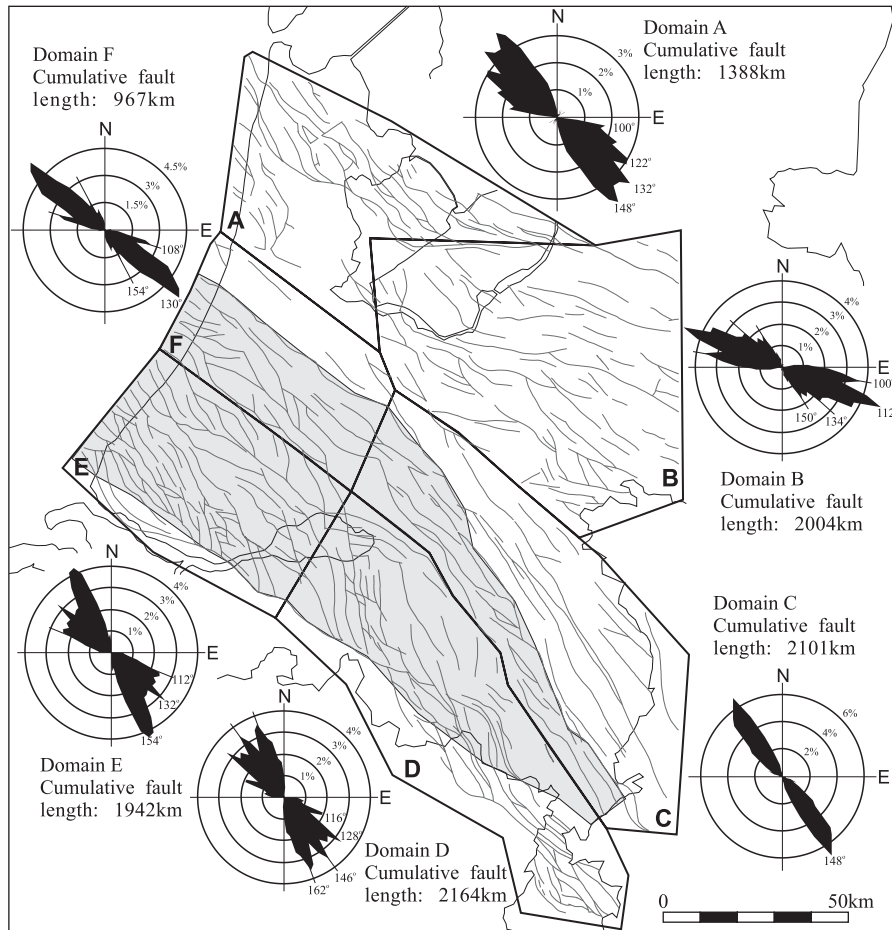 Domain F
Cumulative fault
length: 967km
N
4.5%
3%
1.5%
E
108°
154°
130°
Domain A
Cumulative fault
length: 1388km
N
3%
2%
1%
E
100°
122°
132°
148°
A
F
E
B
D
C
N
4%
3%
2%
1%
E
100°
112°
134°
150°
Domain B
Cumulative fault
length: 2004km
N
4%
3%
2%
1%
E
112°
132°
154°
Domain E
Cumulative fault
length: 1942km
N
4%
3%
2%
1%
E
116°
128°
146°
162°
Domain D
Cumulative fault
length: 2164km
Domain C
Cumulative fault
length: 2101km
N
6%
4%
2%
E
148°
0 50km